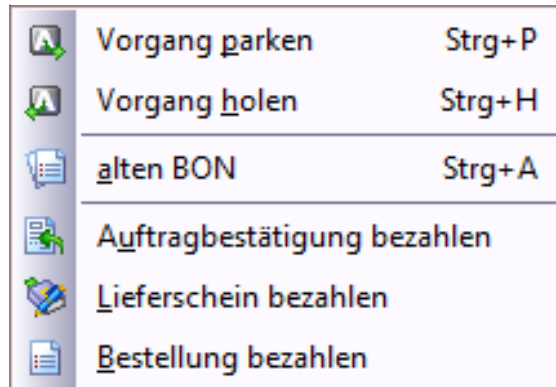 Vorgang parken Strg+P
Vorgang holen Strg+H
alten BON Strg+A
Auftragbestätigung bezahlen
Lieferschein bezahlen
Bestellung bezahlen